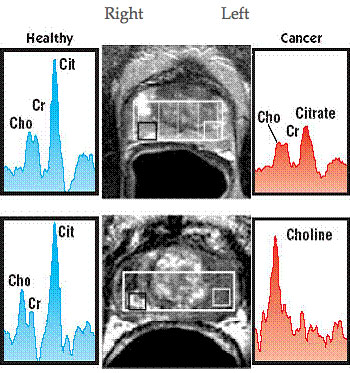 Right Left
Healthy Cancer
Cit
Cr
Cho
Cho
Cr
Citrate
Cit
Cho
Cr
Choline